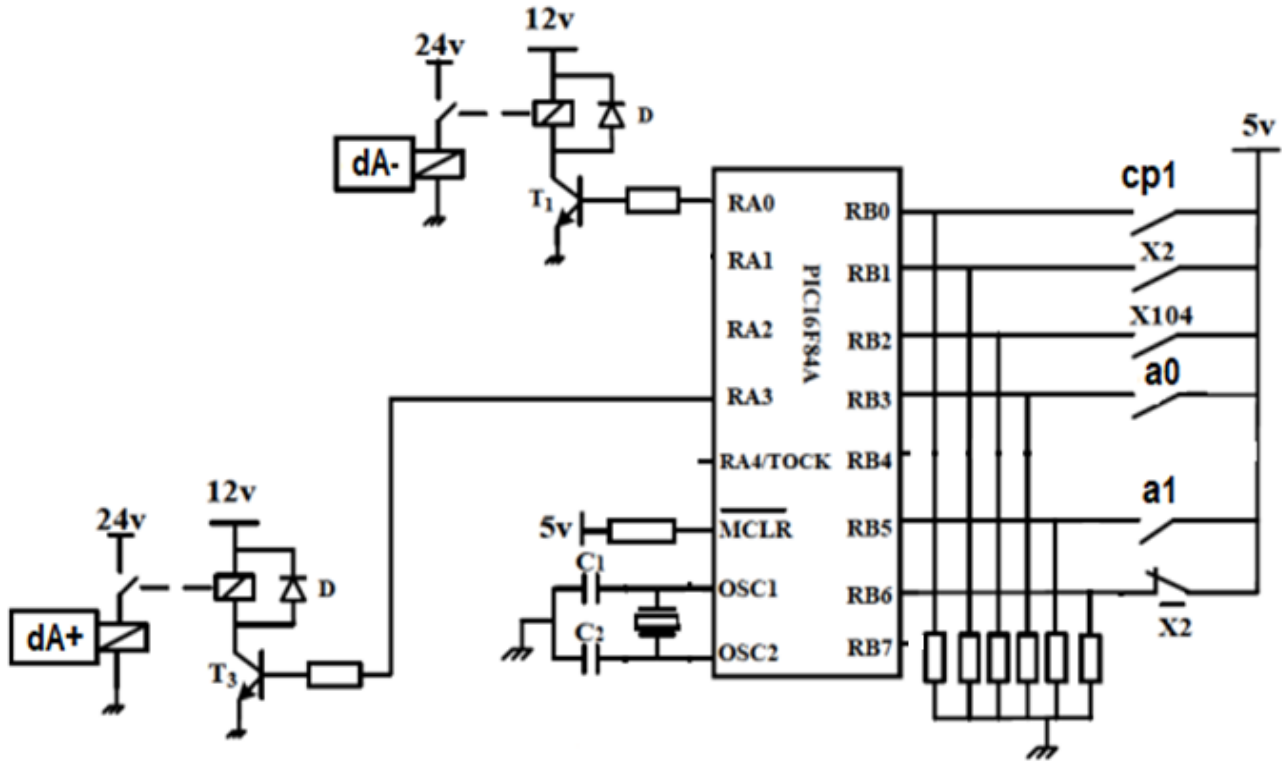 12v
24v
D
dA-
T1
5v
cp1
RA0
RB0
X2
RA1
RB1
PIC16F84A
X104
RA2
RB2
a0
RA3
RB3
RA4/TOCK
RB4
a1
12v
24v
5v
MCLR
RB5
C1
OSC1
RB6
D
X2
dA+
C2
OSC2
RB7
T3